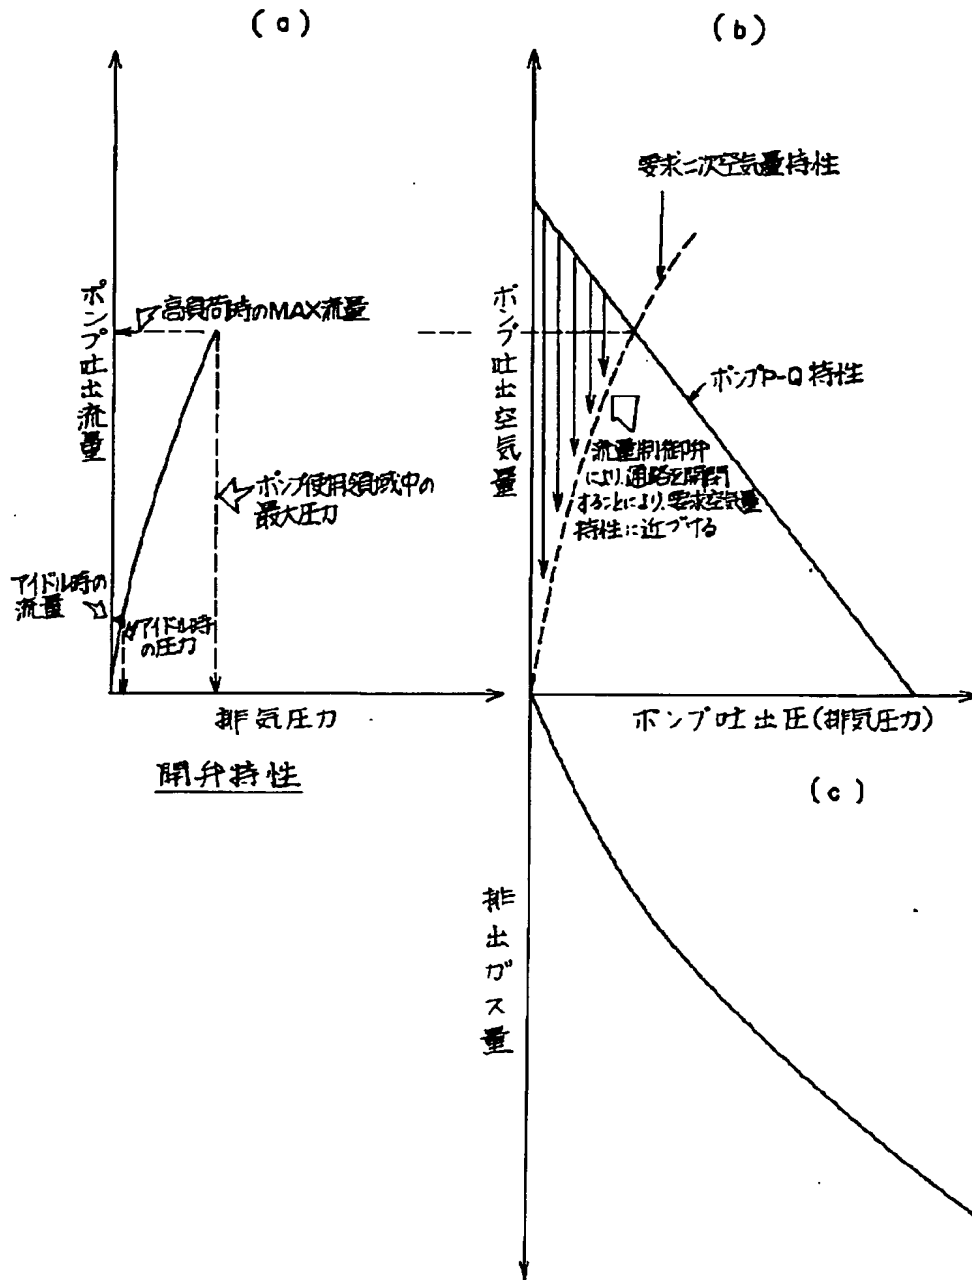 (a)
ポンプ吐出流量
高負荷時のMAX流量
ポンプ使用領域中の
最大圧力
アイドル時の
流量
アイドル時
の圧力
排気圧力
開弁特性
(b)
要求二次空気量特性
ポンプ吐出空気量
ポンプP-Q特性
流量制御弁
により、通路を開閉
することにより、要求空気量
特性に近づける
ポンプ吐出圧(排気圧力)
(c)
排出ガス量